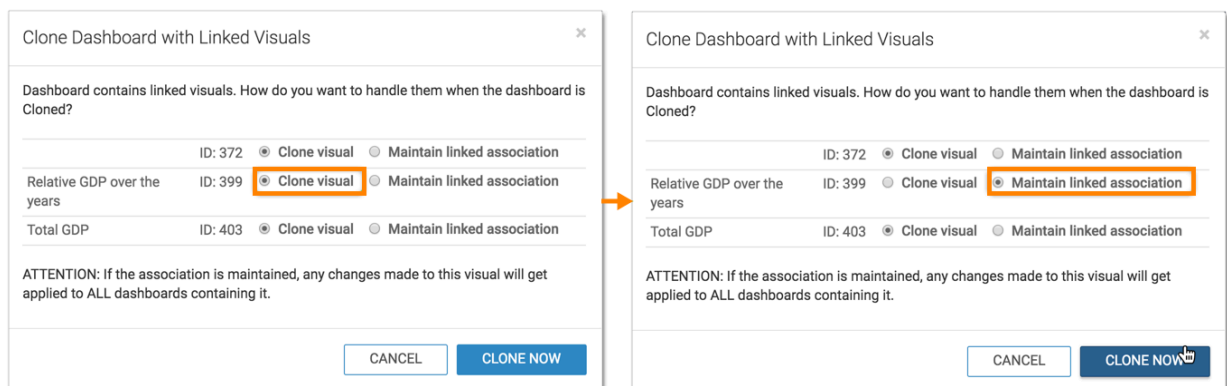 Clone Dashboard with Linked Visuals ×
Dashboard contains linked visuals. How do you want to handle them when the dashboard is
Cloned?
ID: 372 Clone visual Maintain linked association
Relative GDP over the ID: 399 Clone visual Maintain linked association
years
Total GDP ID: 403 Clone visual Maintain linked association
ATTENTION: If the association is maintained, any changes made to this visual will get
applied to ALL dashboards containing it.
CANCEL CLONE NOW
Clone Dashboard with Linked Visuals ×
Dashboard contains linked visuals. How do you want to handle them when the dashboard is
Cloned?
ID: 372 Clone visual Maintain linked association
Relative GDP over the ID: 399 Clone visual Maintain linked association
years
Total GDP ID: 403 Clone visual Maintain linked association
ATTENTION: If the association is maintained, any changes made to this visual will get
applied to ALL dashboards containing it.
CANCEL CLONE NOW